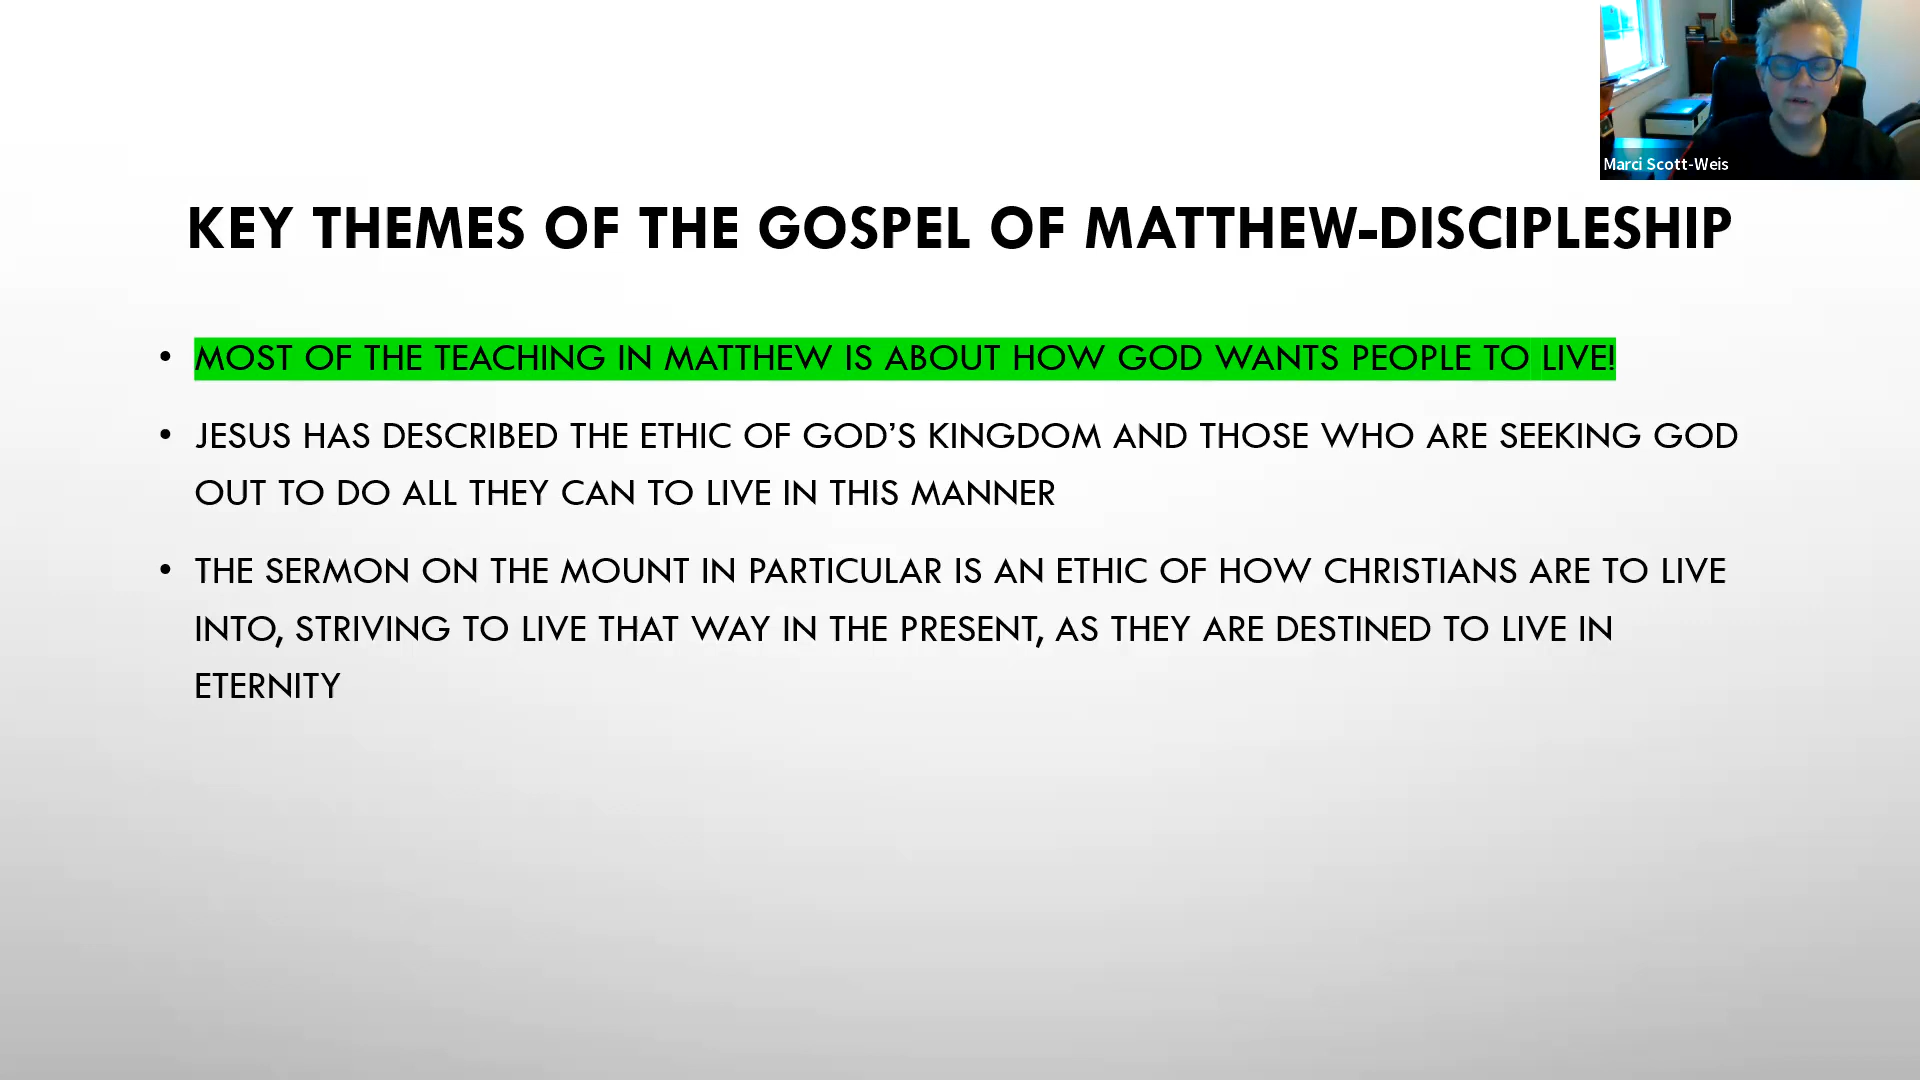 Marci Scott-Weis
KEY THEMES OF THE GOSPEL OF MATTHEW-DISCIPLESHIP
• MOST OF THE TEACHING IN MATTHEW IS ABOUT HOW GOD WANTS PEOPLE TO LIVE!
• JESUS HAS DESCRIBED THE ETHIC OF GOD’S KINGDOM AND THOSE WHO ARE SEEKING GOD
OUT TO DO ALL THEY CAN TO LIVE IN THIS MANNER
• THE SERMON ON THE MOUNT IN PARTICULAR IS AN ETHIC OF HOW CHRISTIANS ARE TO LIVE
INTO, STRIVING TO LIVE THAT WAY IN THE PRESENT, AS THEY ARE DESTINED TO LIVE IN
ETERNITY